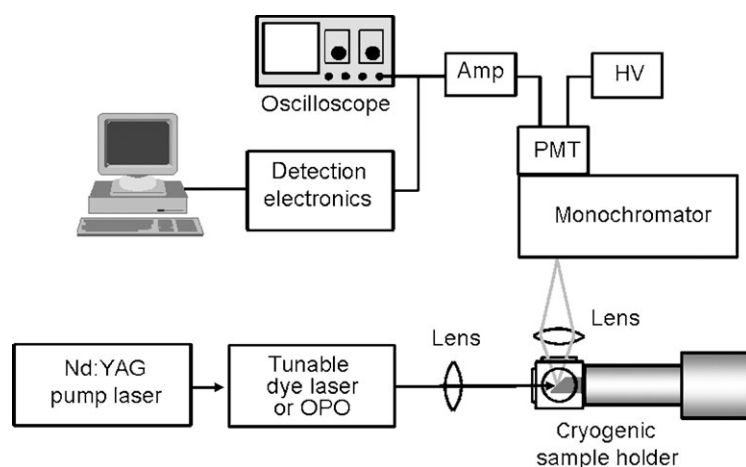 Oscilloscope
Amp
HV
PMT
Detection
electronics
Monochromator
Lens
Lens
Nd:YAG
pump laser
Tunable
dye laser
or OPO
Cryogenic
sample holder